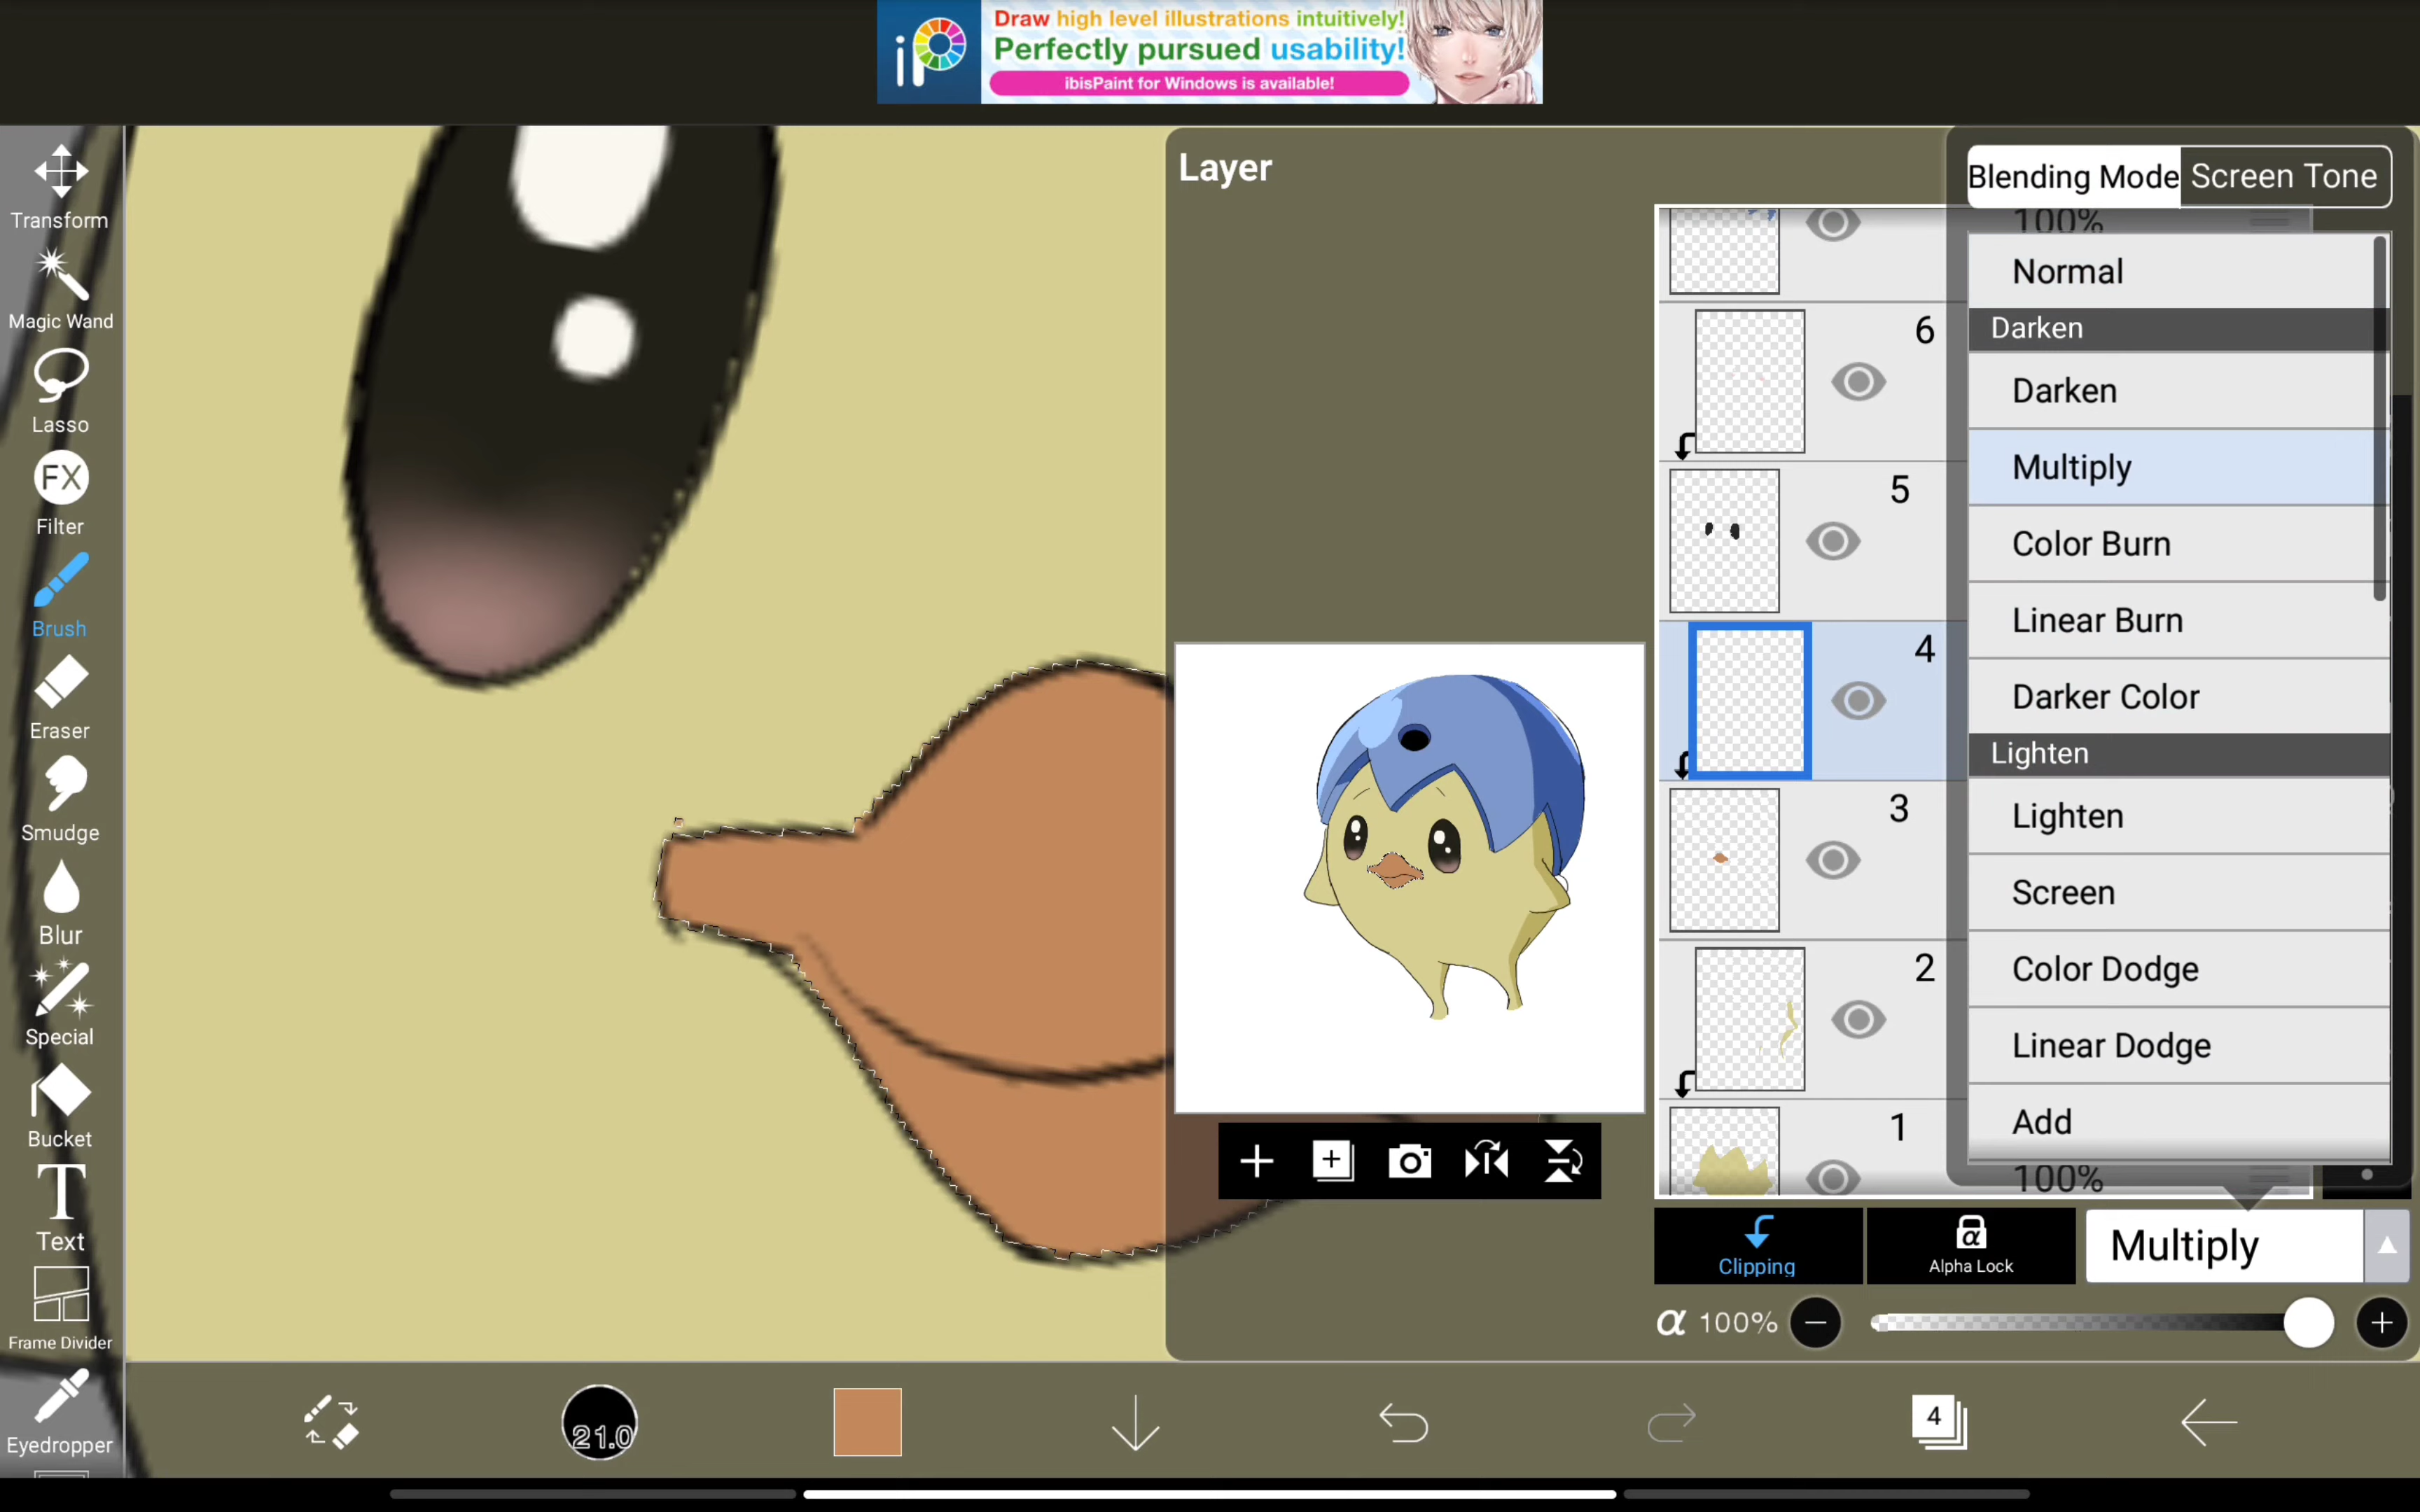 iP
Draw high level illustrations intuitively!
Perfectly pursued usability!
ibisPaint for Windows is available!
Transform
Magic Wand
Lasso
FX
Filter
Brush
Eraser
Smudge
Blur
Special
Bucket
T
Text
Frame Divider
Eyedropper
Layer
6
5
4
3
2
1
Blending Mode
Screen Tone
100%
Normal
Darken
Darken
Multiply
Color Burn
Linear Burn
Darker Color
Lighten
Lighten
Screen
Color Dodge
Linear Dodge
Add
100%
Clipping
α
Alpha Lock
Multiply
α 100%
21.0
4